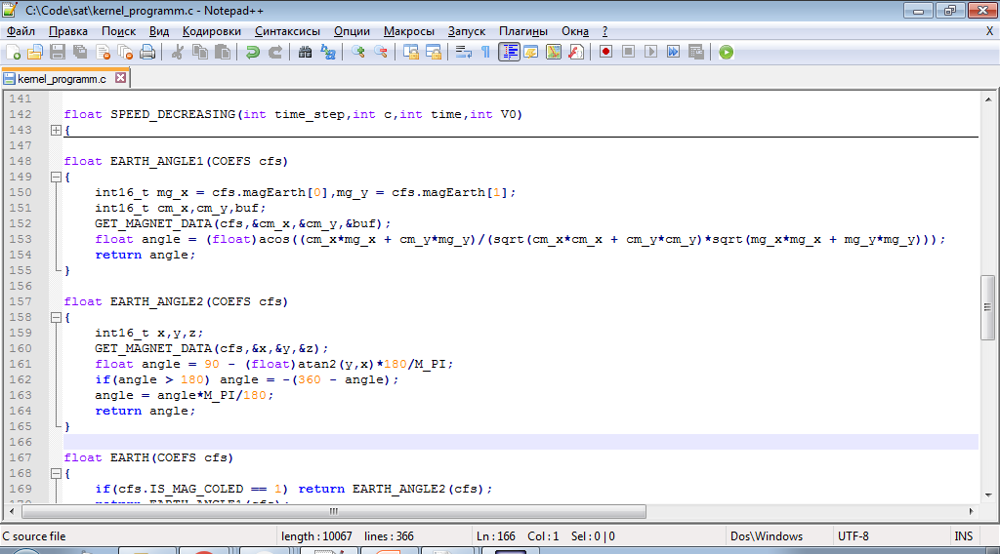 C:\Code\sat\kernel_programm.c - Notepad++
Файл Правка Поиск Вид Кодировки Синтаксисы Опции Макросы Запуск Плагины Окна ? X
kernel_programm.c
141
142 float SPEED_DECREASING(int time_step,int c,int time,int V0)
143 {
147
148 float EARTH_ANGLE1(COEFS cfs)
149 {
150 int16_t mg_x = cfs.magEarth[0],mg_y = cfs.magEarth[1];
151 int16_t cm_x,cm_y,buf;
152 GET_MAGNET_DATA(cfs,&cm_x,&cm_y,&buf);
153 float angle = (float)acos((cm_x*mg_x + cm_y*mg_y)/(sqrt(cm_x*cm_x + cm_y*cm_y)*sqrt(mg_x*mg_x + mg_y*mg_y)));
154 return angle;
155 }
156
157 float EARTH_ANGLE2(COEFS cfs)
158 {
159 int16_t x,y,z;
160 GET_MAGNET_DATA(cfs,&x,&y,&z);
161 float angle = 90 - (float)atan2(y,x)*180/M_PI;
162 if(angle > 180) angle = -(360 - angle);
163 angle = angle*M_PI/180;
164 return angle;
165 }
166
167 float EARTH(COEFS cfs)
168 {
169 if(cfs.IS_MAG_COLED == 1) return EARTH_ANGLE2(cfs);
C source file length : 10067 lines : 366 Ln : 166 Col : 1 Sel : 0 | 0 Dos\Windows UTF-8 INS